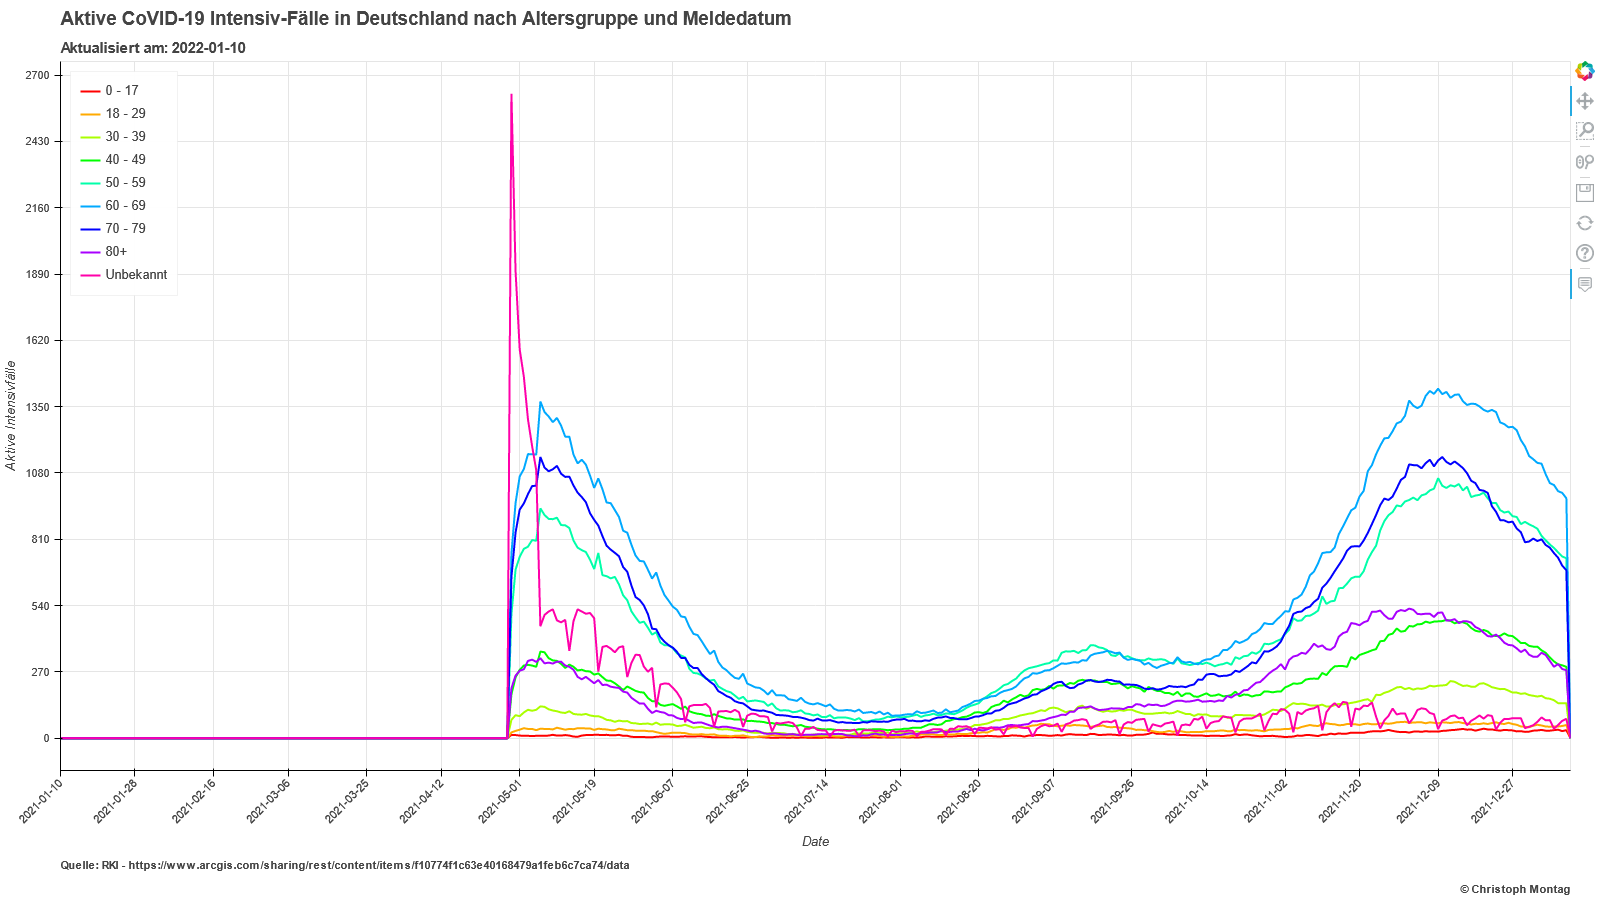 Aktive CoVID-19 Intensiv-Fälle in Deutschland nach Altersgruppe und Meldedatum
Aktualisiert am: 2022-01-10
2700
2430
2160
1890
1620
1350
1080
810
540
270
0
Aktive Intensivfälle
0 - 17
18 - 29
30 - 39
40 - 49
50 - 59
60 - 69
70 - 79
80+
Unbekannt
2021-01-10
2021-01-28
2021-02-16
2021-03-06
2021-03-25
2021-04-12
2021-05-01
2021-05-19
2021-06-07
2021-06-25
2021-07-14
2021-08-01
2021-08-20
2021-09-07
2021-09-26
2021-10-14
2021-11-02
2021-11-20
2021-12-09
2021-12-27
Date
Quelle: RKI - https://www.arcgis.com/sharing/rest/content/items/f10774f1c63e40168479a1feb6c7ca74/data
© Christoph Montag